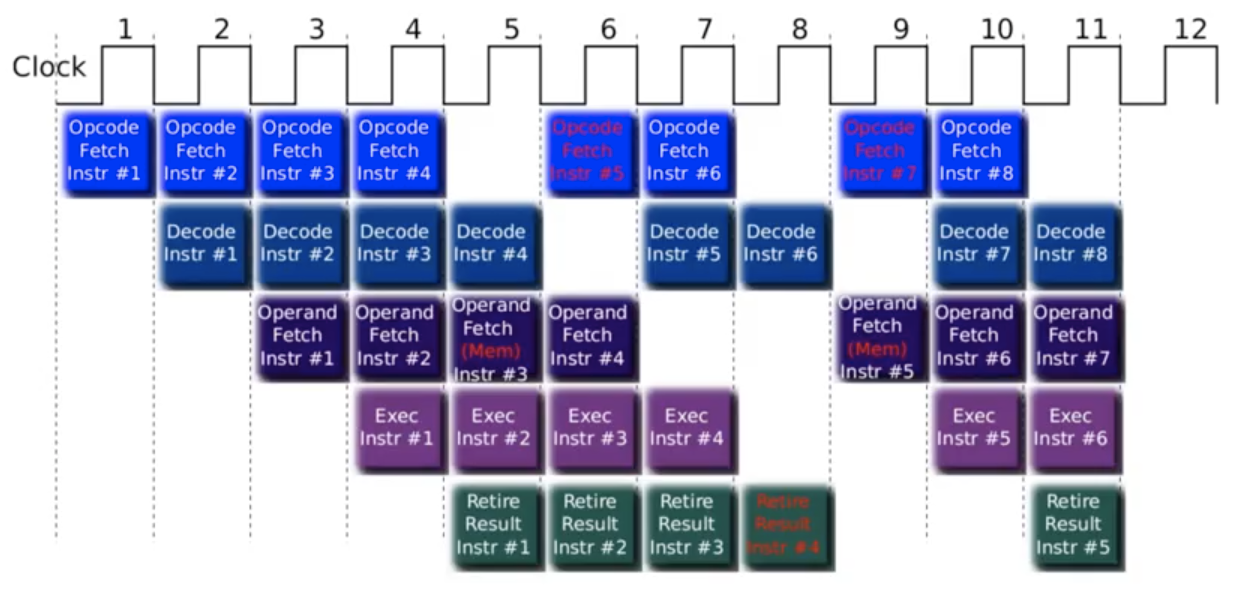 1 2 3 4 5 6 7 8 9 10 11 12
Clock
Opcode
Fetch
Instr #1
Opcode
Fetch
Instr #2
Opcode
Fetch
Instr #3
Opcode
Fetch
Instr #4
Opcode
Fetch
Instr #5
Opcode
Fetch
Instr #6
Opcode
Fetch
Instr #7
Opcode
Fetch
Instr #8
Decode
Instr #1
Decode
Instr #2
Decode
Instr #3
Decode
Instr #4
Decode
Instr #5
Decode
Instr #6
Decode
Instr #7
Decode
Instr #8
Operand
Fetch
Instr #1
Operand
Fetch
Instr #2
Operand
Fetch
(Mem)
Instr #3
Operand
Fetch
Instr #4
Operand
Fetch
(Mem)
Instr #5
Operand
Fetch
Instr #6
Operand
Fetch
Instr #7
Exec
Instr #1
Exec
Instr #2
Exec
Instr #3
Exec
Instr #4
Exec
Instr #5
Exec
Instr #6
Retire
Result
Instr #1
Retire
Result
Instr #2
Retire
Result
Instr #3
Retire
Result
Instr #4
Retire
Result
Instr #5